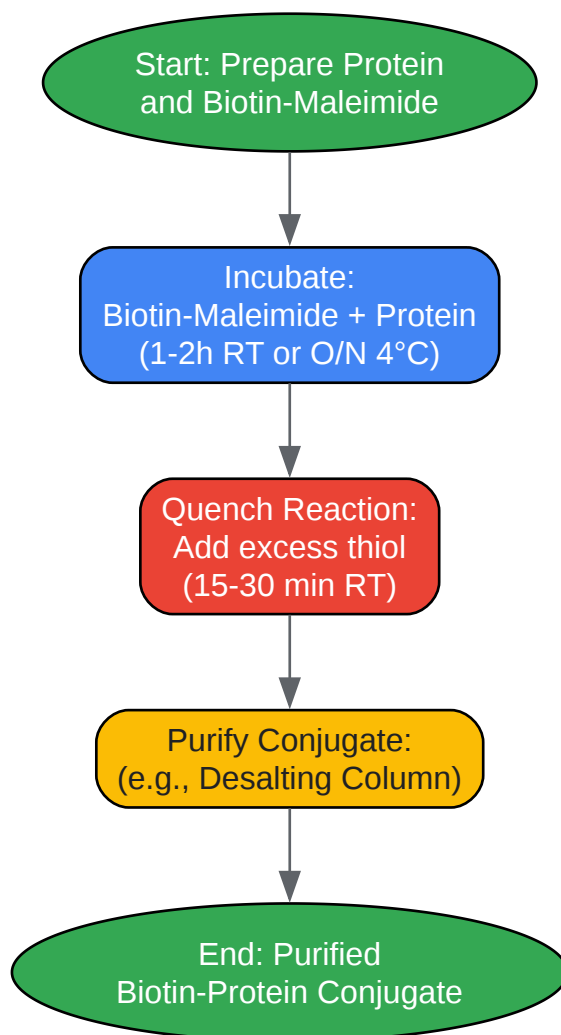 Start: Prepare Protein
and Biotin-Maleimide
Incubate:
Biotin-Maleimide + Protein
(1-2h RT or O/N 4°C)
Quench Reaction:
Add excess thiol
(15-30 min RT)
Purify Conjugate:
(e.g., Desalting Column)
End: Purified
Biotin-Protein Conjugate